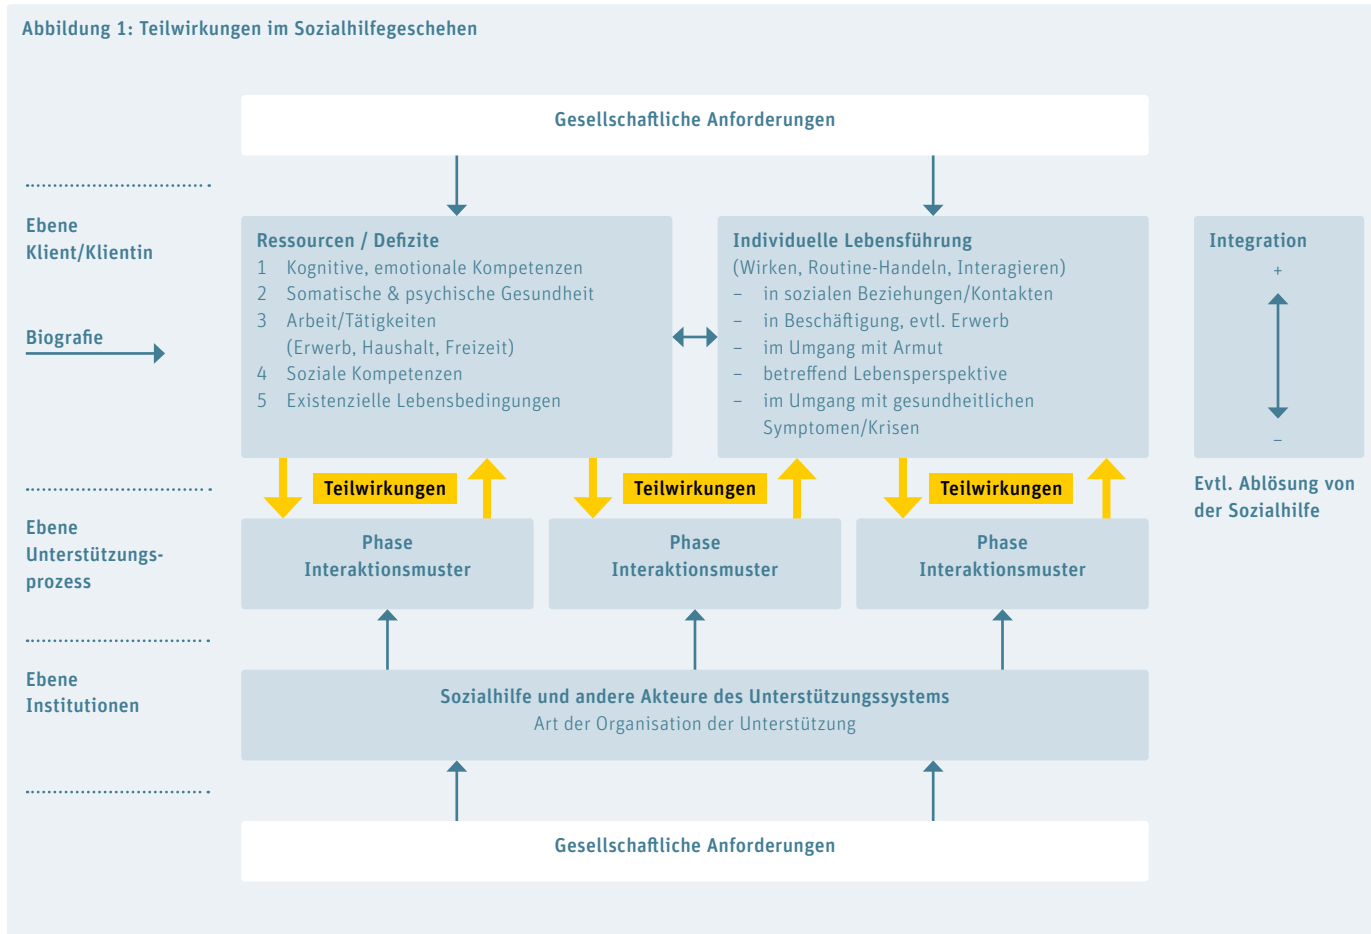 Abbildung 1: Teilwirkungen im Sozialhilfegeschehen
Gesellschaftliche Anforderungen
Ebene
Klient/Klientin
Biografie
Ressourcen / Defizite
1 Kognitive, emotionale Kompetenzen
2 Somatische & psychische Gesundheit
3 Arbeit/Tätigkeiten
(Erwerb, Haushalt, Freizeit)
4 Soziale Kompetenzen
5 Existenzielle Lebensbedingungen
Individuelle Lebensführung
(Wirken, Routine-Handeln, Interagieren)
– in sozialen Beziehungen/Kontakten
– in Beschäftigung, evtl. Erwerb
– im Umgang mit Armut
– betreffend Lebensperspektive
– im Umgang mit gesundheitlichen
Symptomen/Krisen
Integration
+
–
Evtl. Ablösung von
der Sozialhilfe
Teilwirkungen
Teilwirkungen
Teilwirkungen
Ebene
Unterstützungs-
prozess
Phase
Interaktionsmuster
Phase
Interaktionsmuster
Phase
Interaktionsmuster
Ebene
Institutionen
Sozialhilfe und andere Akteure des Unterstützungssystems
Art der Organisation der Unterstützung
Gesellschaftliche Anforderungen